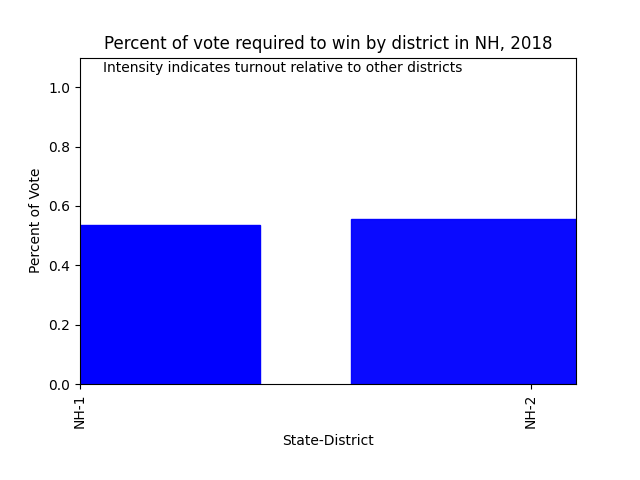 Percent of vote required to win by district in NH, 2018
Intensity indicates turnout relative to other districts
1.0
0.8
0.6
0.4
0.2
0.0
Percent of Vote
NH-1
NH-2
State-District